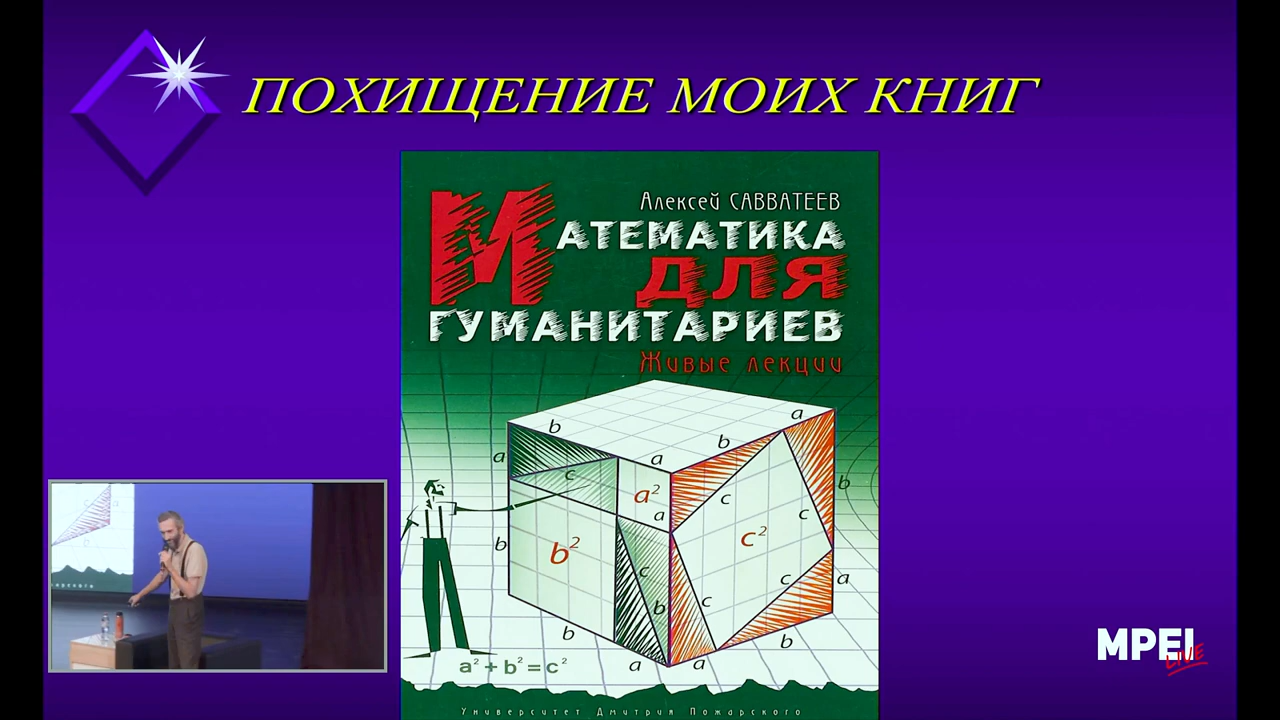 ПОХИЩЕНИЕ МОИХ КНИГ
Алексей САВВАТЕЕВ
МАТЕМАТИКА
ДЛЯ
ГУМАНИТАРИЕВ
Живые лекции
b
a
a
c
b
a
b
a²
a
c
c
b
b²
c²
b
c
c
a
b
c
b
a
a
b
a² + b² = c²
Университет Дмитрия Пожарского
MPEI
LIVE